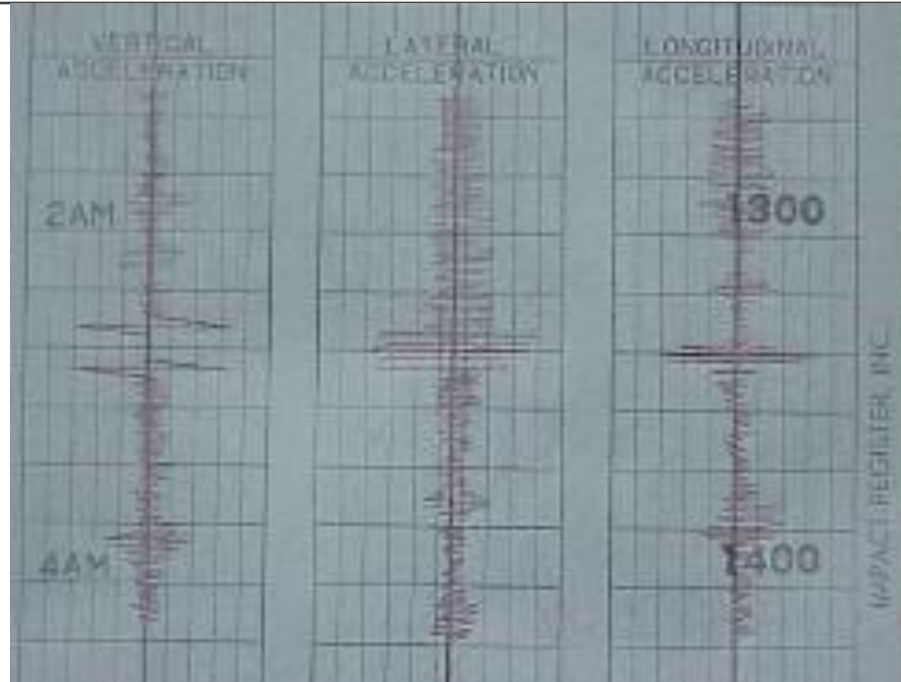 VERTICAL
ACCELERATION
LATERAL
ACCELERATION
LONGITUDINAL
ACCELERATION
2AM
1300
4AM
1400
IMPACT REGISTER, INC